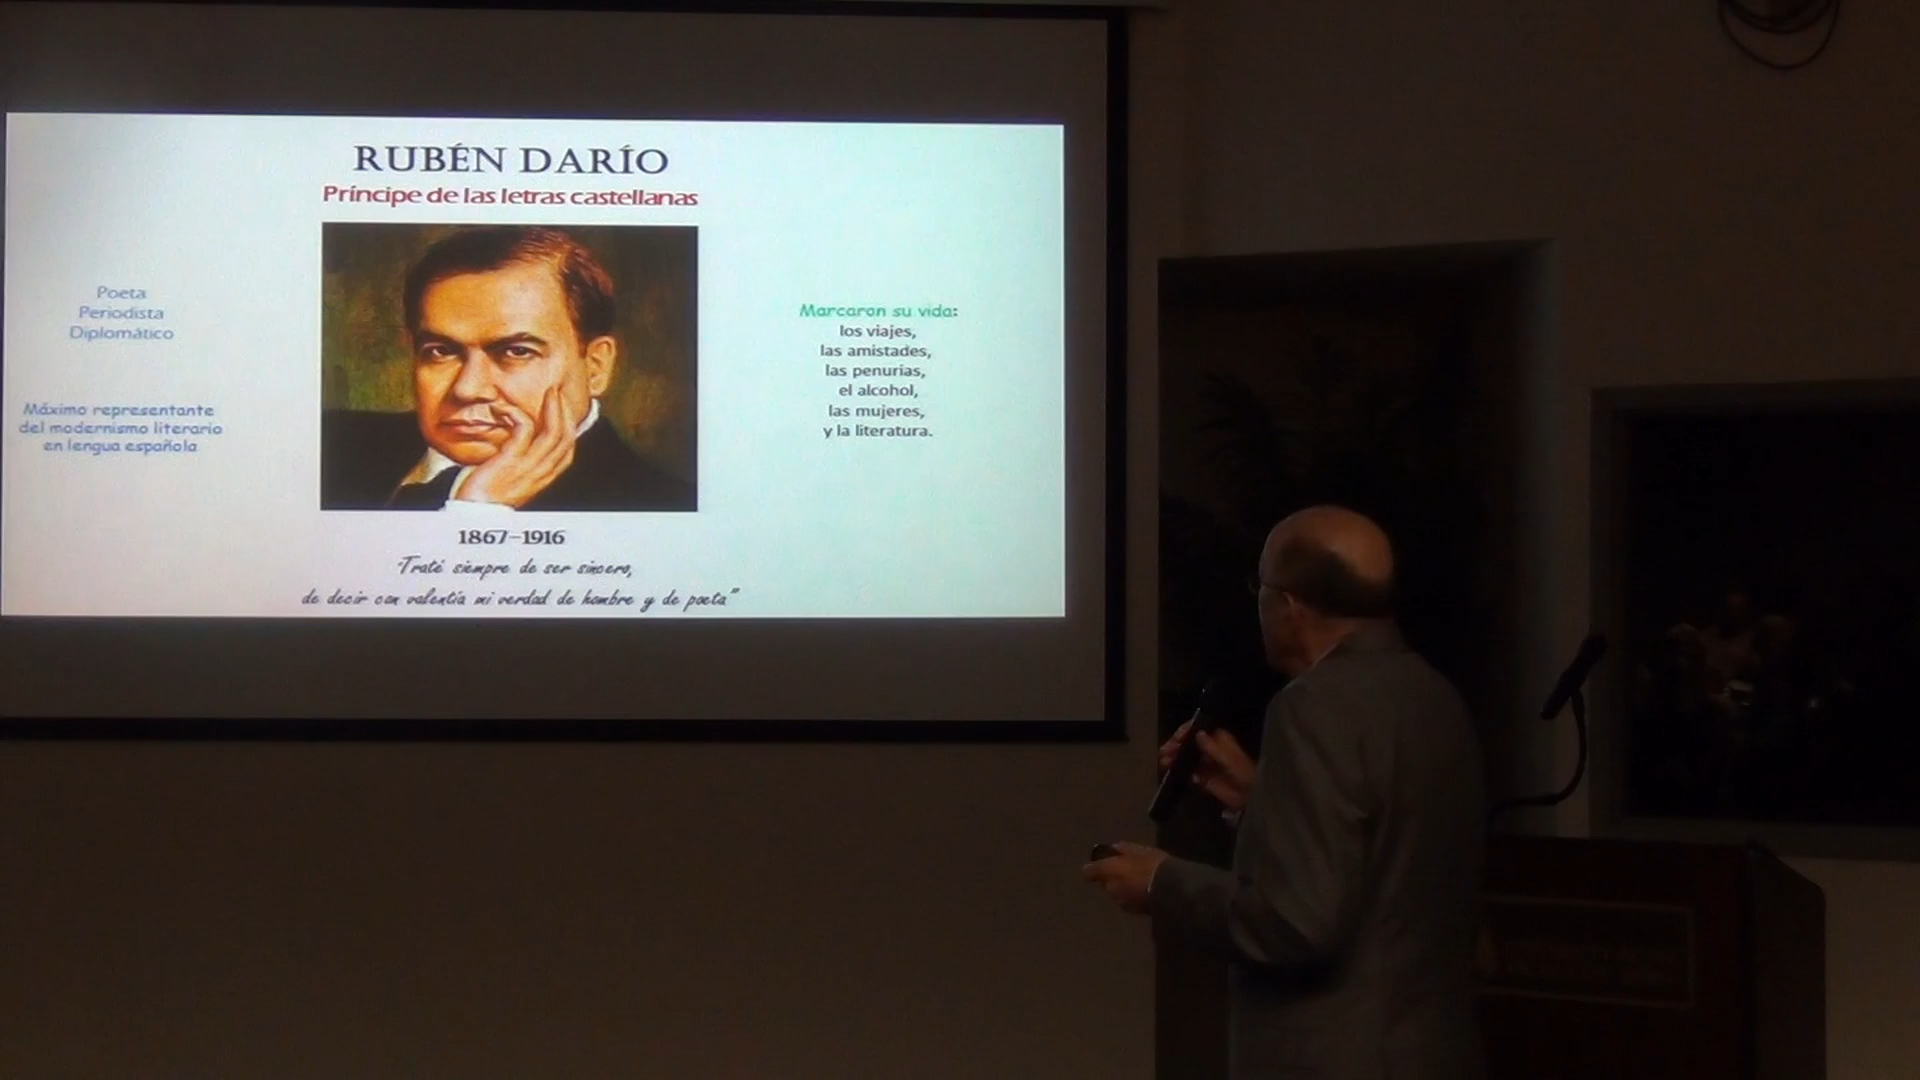 RUBÉN DARÍO
Príncipe de las letras castellanas
Poeta
Periodista
Diplomático
Máximo representante
del modernismo literario
en lengua española
Marcaron su vida:
los viajes,
las amistades,
las penurias,
el alcohol,
las mujeres,
y la literatura.
1867–1916
"Traté siempre de ser sincero,
de decir con valentía mi verdad de hombre y de poeta"